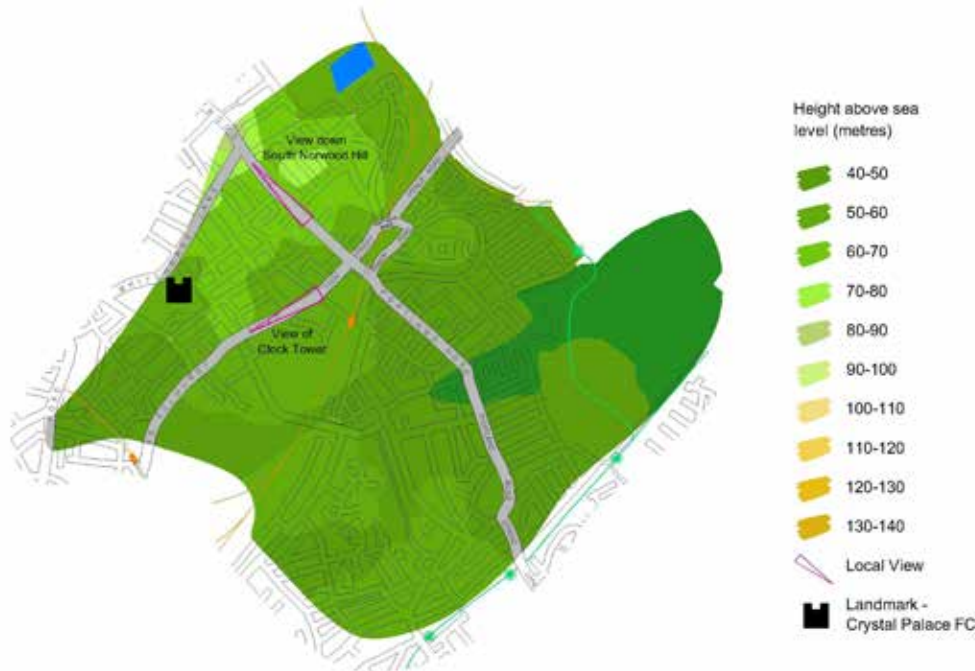 View down
South Norwood Hill
View of
Clock Tower
Height above sea
level (metres)
40-50
50-60
60-70
70-80
80-90
90-100
100-110
110-120
120-130
130-140
Local View
Landmark -
Crystal Palace FC